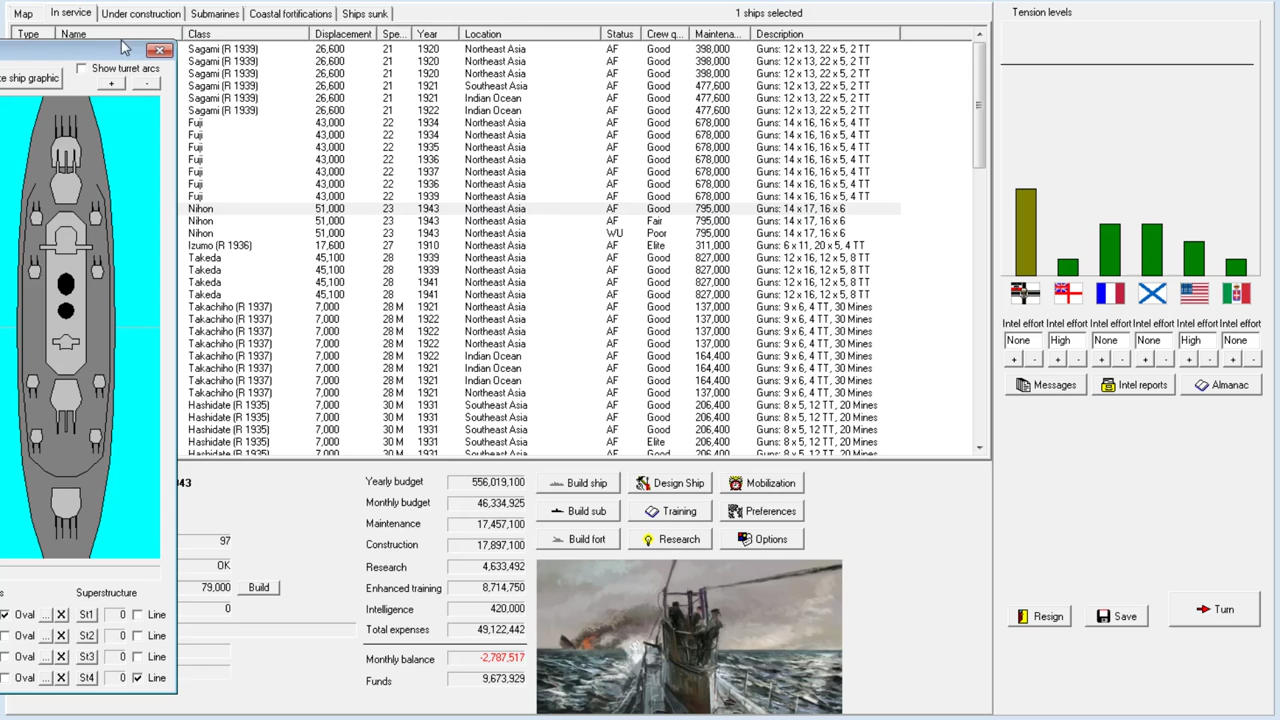 Map In service Under construction Submarines Coastal fortifications Ships sunk 1 ships selected Tension levels
Type Name Class Displacement Spe... Year Location Status Crew q... Maintena... Description
Sagami (R 1939) 26,600 21 1920 Northeast Asia AF Good 398,000 Guns: 12 x 13, 22 x 5, 2 TT
Sagami (R 1939) 26,600 21 1920 Northeast Asia AF Good 398,000 Guns: 12 x 13, 22 x 5, 2 TT
Sagami (R 1939) 26,600 21 1920 Northeast Asia AF Good 398,000 Guns: 12 x 13, 22 x 5, 2 TT
Sagami (R 1939) 26,600 21 1921 Southeast Asia AF Good 477,600 Guns: 12 x 13, 22 x 5, 2 TT
Sagami (R 1939) 26,600 21 1921 Indian Ocean AF Good 477,600 Guns: 12 x 13, 22 x 5, 2 TT
Sagami (R 1939) 26,600 21 1922 Indian Ocean AF Good 477,600 Guns: 12 x 13, 22 x 5, 2 TT
Fuji 43,000 22 1934 Northeast Asia AF Good 678,000 Guns: 14 x 16, 16 x 5, 4 TT
Fuji 43,000 22 1934 Northeast Asia AF Good 678,000 Guns: 14 x 16, 16 x 5, 4 TT
Fuji 43,000 22 1935 Northeast Asia AF Good 678,000 Guns: 14 x 16, 16 x 5, 4 TT
Fuji 43,000 22 1936 Northeast Asia AF Good 678,000 Guns: 14 x 16, 16 x 5, 4 TT
Fuji 43,000 22 1937 Northeast Asia AF Good 678,000 Guns: 14 x 16, 16 x 5, 4 TT
Fuji 43,000 22 1936 Northeast Asia AF Good 678,000 Guns: 14 x 16, 16 x 5, 4 TT
Fuji 43,000 22 1939 Northeast Asia AF Good 678,000 Guns: 14 x 16, 16 x 5, 4 TT
Nihon 51,000 23 1943 Northeast Asia AF Good 795,000 Guns: 14 x 17, 16 x 6
Nihon 51,000 23 1943 Northeast Asia AF Fair 795,000 Guns: 14 x 17, 16 x 6
Nihon 51,000 23 1943 Northeast Asia WU Poor 795,000 Guns: 14 x 17, 16 x 6
Izumo (R 1936) 17,600 27 1910 Northeast Asia AF Elite 311,000 Guns: 6 x 11, 20 x 5, 4 TT
Takeda 45,100 28 1939 Northeast Asia AF Good 827,000 Guns: 12 x 16, 12 x 5, 8 TT
Takeda 45,100 28 1939 Northeast Asia AF Good 827,000 Guns: 12 x 16, 12 x 5, 8 TT
Takeda 45,100 28 1941 Northeast Asia AF Good 827,000 Guns: 12 x 16, 12 x 5, 8 TT
Takeda 45,100 28 1941 Northeast Asia AF Good 827,000 Guns: 12 x 16, 12 x 5, 8 TT
Takachiho (R 1937) 7,000 28 M 1921 Northeast Asia AF Good 137,000 Guns: 9 x 6, 4 TT, 30 Mines
Takachiho (R 1937) 7,000 28 M 1921 Northeast Asia AF Good 137,000 Guns: 9 x 6, 4 TT, 30 Mines
Takachiho (R 1937) 7,000 28 M 1922 Northeast Asia AF Good 137,000 Guns: 9 x 6, 4 TT, 30 Mines
Takachiho (R 1937) 7,000 28 M 1922 Northeast Asia AF Good 137,000 Guns: 9 x 6, 4 TT, 30 Mines
Takachiho (R 1937) 7,000 28 M 1922 Indian Ocean AF Good 164,400 Guns: 9 x 6, 4 TT, 30 Mines
Takachiho (R 1937) 7,000 28 M 1921 Indian Ocean AF Good 164,400 Guns: 9 x 6, 4 TT, 30 Mines
Takachiho (R 1937) 7,000 28 M 1921 Indian Ocean AF Good 164,400 Guns: 9 x 6, 4 TT, 30 Mines
Takachiho (R 1937) 7,000 28 M 1921 Northeast Asia AF Good 137,000 Guns: 9 x 6, 4 TT, 30 Mines
Hashidate (R 1935) 7,000 30 M 1931 Southeast Asia AF Good 206,400 Guns: 8 x 5, 12 TT, 20 Mines
Hashidate (R 1935) 7,000 30 M 1931 Southeast Asia AF Good 206,400 Guns: 8 x 5, 12 TT, 20 Mines
Hashidate (R 1935) 7,000 30 M 1931 Southeast Asia AF Good 206,400 Guns: 8 x 5, 12 TT, 20 Mines
Hashidate (R 1935) 7,000 30 M 1931 Southeast Asia AF Elite 206,400 Guns: 8 x 5, 12 TT, 20 Mines
Hashidate (R 1935) 7,000 30 M 1931 Southeast Asia AF Good 206,400 Guns: 8 x 5, 12 TT, 20 Mines
Show turret arcs
te ship graphic + -
Intel effort Intel effort Intel effort Intel effort Intel effort Intel effort
None High None None High None
+ - + - + - + - + - + -
Messages Intel reports Almanac
43
97
OK
79,000 Build
0
Yearly budget 556,019,100
Monthly budget 46,334,925
Maintenance 17,457,100
Construction 17,897,100
Research 4,633,492
Enhanced training 8,714,750
Intelligence 420,000
Total expenses 49,122,442
Monthly balance -2,787,517
Funds 9,673,929
Build ship Design Ship Mobilization
Build sub Training Preferences
Build fort Research Options
s Superstructure
Oval ... X St1 0 Line
Oval ... X St2 0 Line
Oval ... X St3 0 Line
Oval ... X St4 0 Line
Resign Save Turn